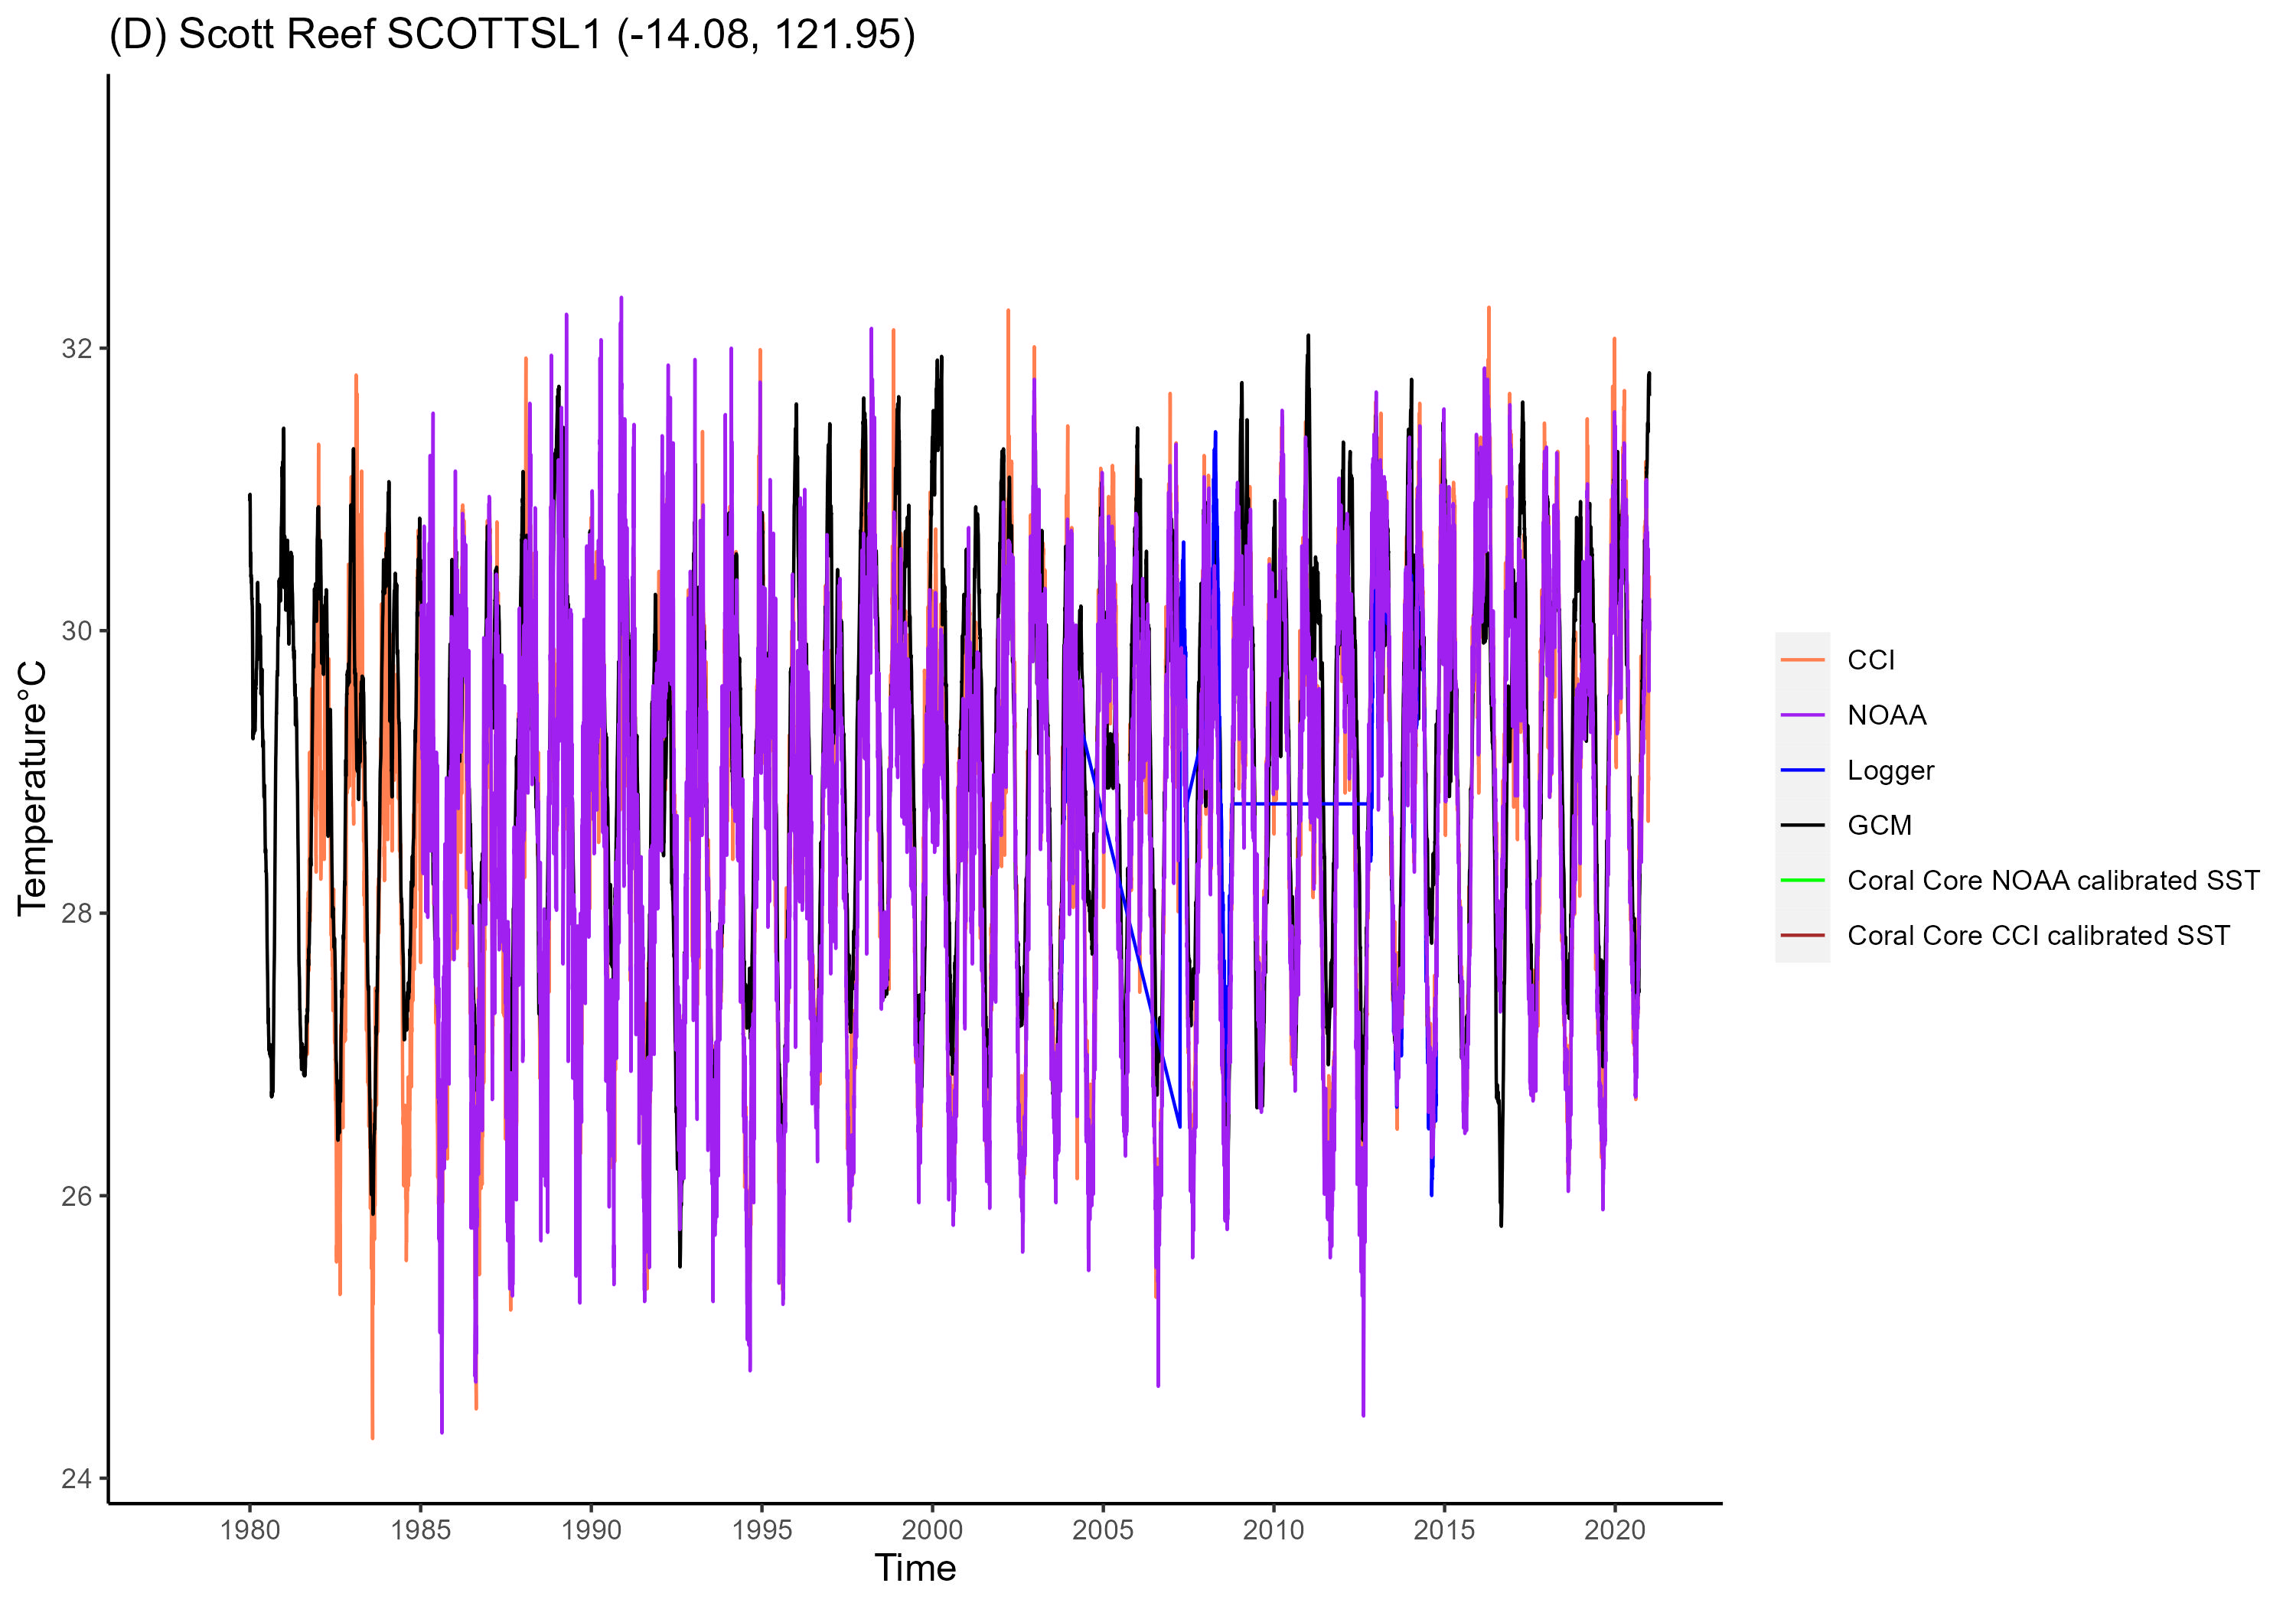 (D) Scott Reef SCOTTSL1 (-14.08, 121.95)
Temperature°C
32
30
28
26
24
1980 1985 1990 1995 2000 2005 2010 2015 2020
Time
CCI
NOAA
Logger
GCM
Coral Core NOAA calibrated SST
Coral Core CCI calibrated SST